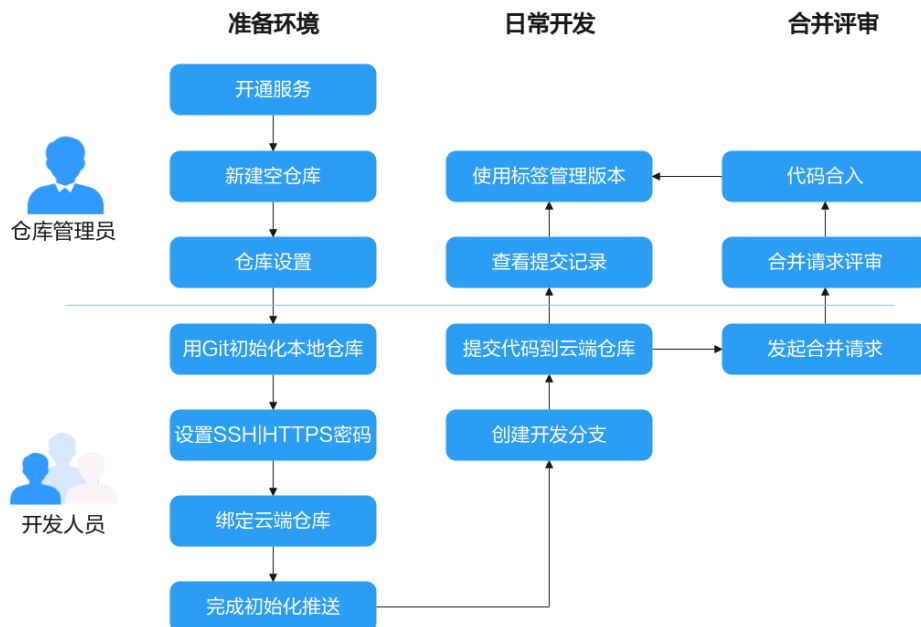 准备环境
日常开发
合并评审
开通服务
新建空仓库
使用标签管理版本
代码合入
仓库管理员
仓库设置
查看提交记录
合并请求评审
用Git初始化本地仓库
提交代码到云端仓库
发起合并请求
设置SSH|HTTPS密码
创建开发分支
绑定云端仓库
开发人员
完成初始化推送